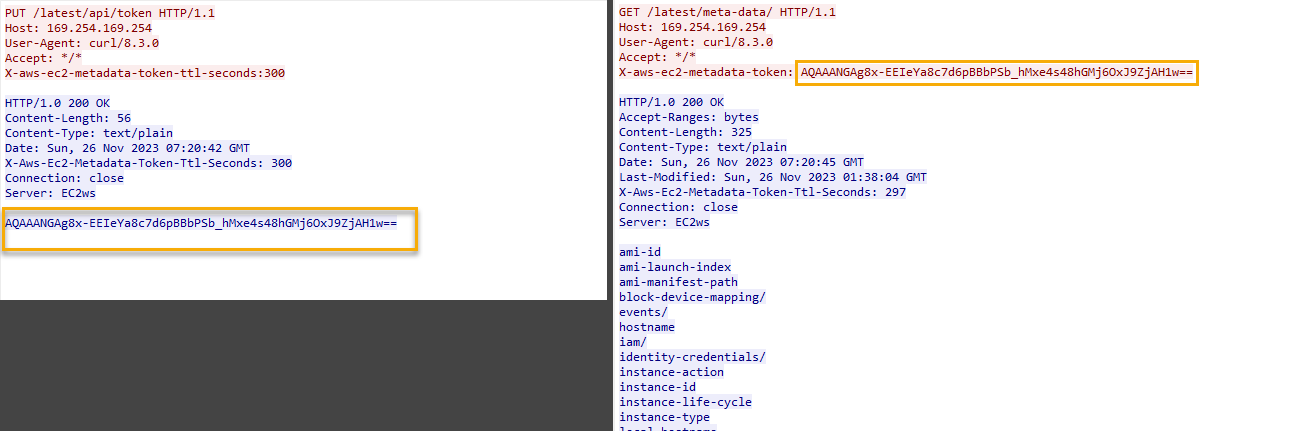 PUT /latest/api/token HTTP/1.1
Host: 169.254.169.254
User-Agent: curl/8.3.0
Accept: */*
X-aws-ec2-metadata-token-ttl-seconds:300
HTTP/1.0 200 OK
Content-Length: 56
Content-Type: text/plain
Date: Sun, 26 Nov 2023 07:20:42 GMT
X-Aws-Ec2-Metadata-Token-Ttl-Seconds: 300
Connection: close
Server: EC2ws
AQAAANGAg8x-EEIeYa8c7d6pBBbPSb_hMxe4s48hGMj6OxJ9ZjAH1w==
GET /latest/meta-data/ HTTP/1.1
Host: 169.254.169.254
User-Agent: curl/8.3.0
Accept: */*
X-aws-ec2-metadata-token: AQAAANGAg8x-EEIeYa8c7d6pBBbPSb_hMxe4s48hGMj6OxJ9ZjAH1w==
HTTP/1.0 200 OK
Accept-Ranges: bytes
Content-Length: 325
Content-Type: text/plain
Date: Sun, 26 Nov 2023 07:20:45 GMT
Last-Modified: Sun, 26 Nov 2023 01:38:04 GMT
X-Aws-Ec2-Metadata-Token-Ttl-Seconds: 297
Connection: close
Server: EC2ws
ami-id
ami-launch-index
ami-manifest-path
block-device-mapping/
events/
hostname
iam/
identity-credentials/
instance-action
instance-id
instance-life-cycle
instance-type